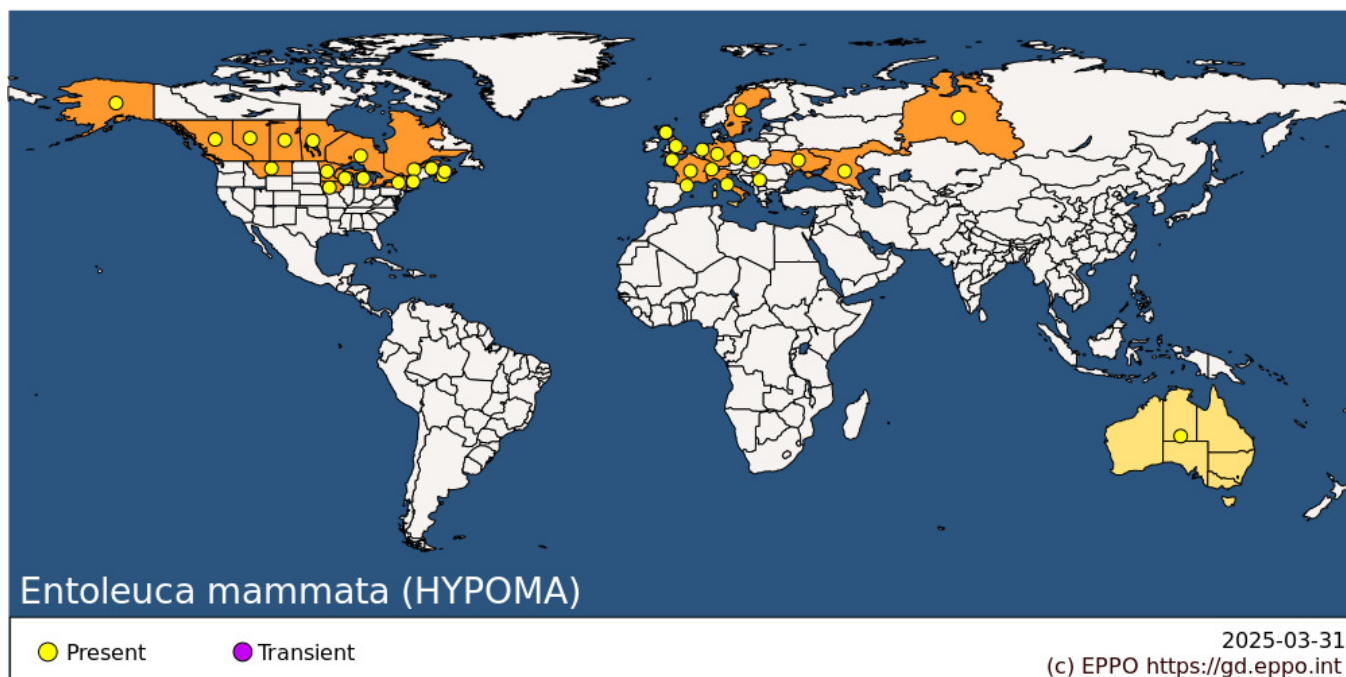 Entoleuca mammata (HYPOMA)
Present
Transient
2025-03-31
(c) EPPO https://gd.eppo.int